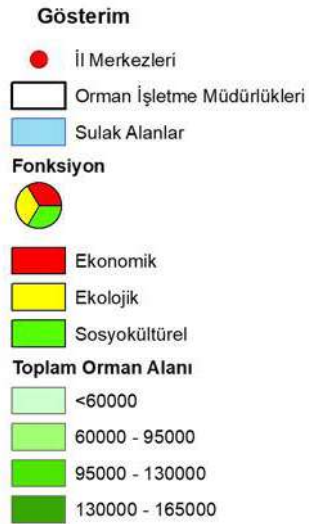 Gösterim
İl Merkezleri
Orman İşletme Müdürlükleri
Sulak Alanlar
Fonksiyon
Ekonomik
Ekolojik
Sosyokültürel
Toplam Orman Alanı
<60000
60000 - 95000
95000 - 130000
130000 - 165000